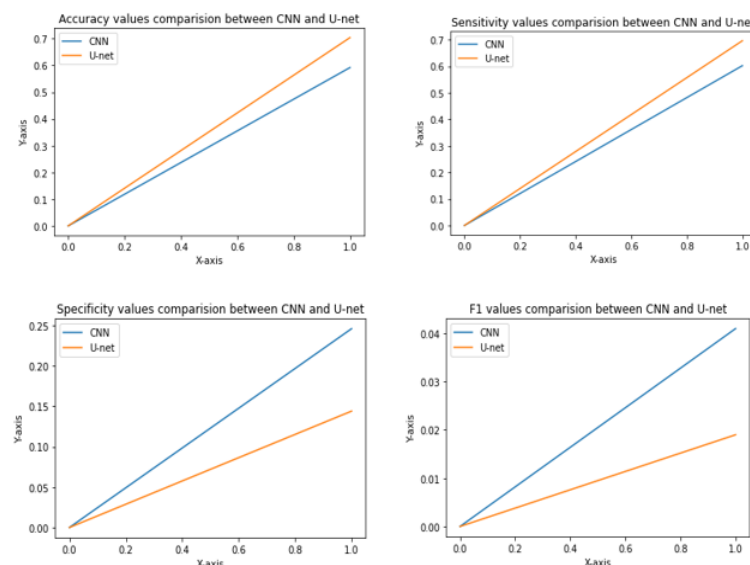 Accuracy values comparision between CNN and U-net
CNN
U-net
0.7
0.6
0.5
0.4
0.3
0.2
0.1
0.0
Y-axis
0.0 0.2 0.4 0.6 0.8 1.0
X-axis
Sensitivity values comparision between CNN and U-ne
CNN
U-net
0.7
0.6
0.5
0.4
0.3
0.2
0.1
0.0
Y-axis
0.0 0.2 0.4 0.6 0.8 1.0
X-axis
Specificity values comparision between CNN and U-net
CNN
U-net
0.25
0.20
0.15
0.10
0.05
0.00
Y-axis
0.0 0.2 0.4 0.6 0.8 1.0
X-axis
F1 values comparision between CNN and U-net
CNN
U-net
0.04
0.03
0.02
0.01
0.00
Y-axis
0.0 0.2 0.4 0.6 0.8 1.0
X-axis